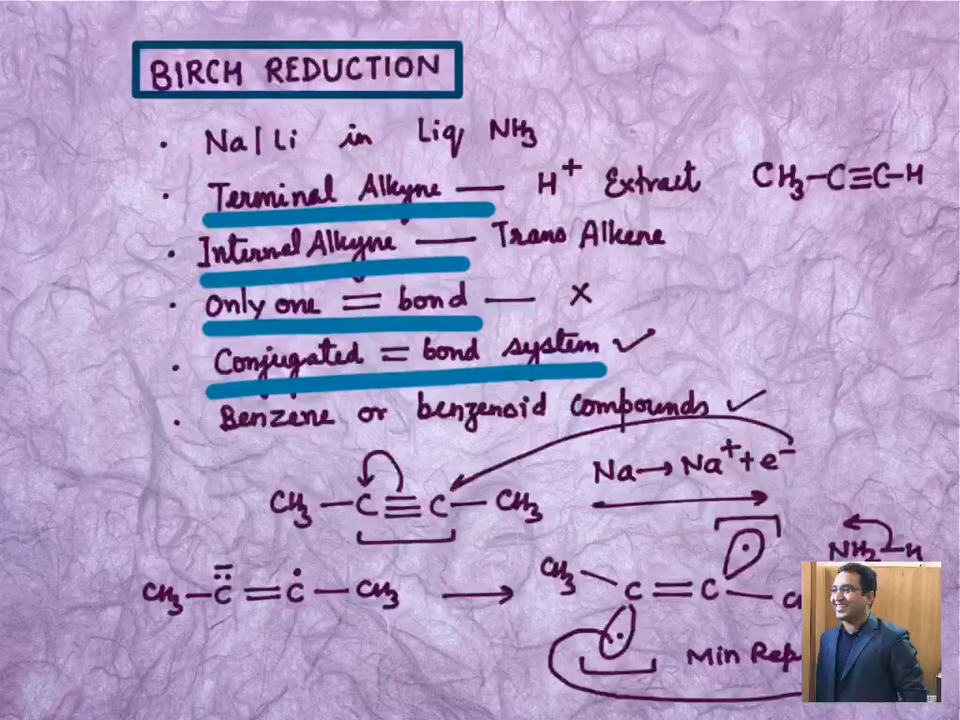 BIRCH REDUCTION
• Na/Li in Liq NH3
• Terminal Alkyne — H+ Extract CH3-C≡C-H
• Internal Alkyne — Trans Alkene
• Only one = bond — ×
• Conjugated = bond system ✓
• Benzene or benzenoid compounds ✓
Na→Na++e-
CH3-C≡C-CH3
NH2-H
CH3-C=C-CH3 →
CH3 C=C
Min Rep